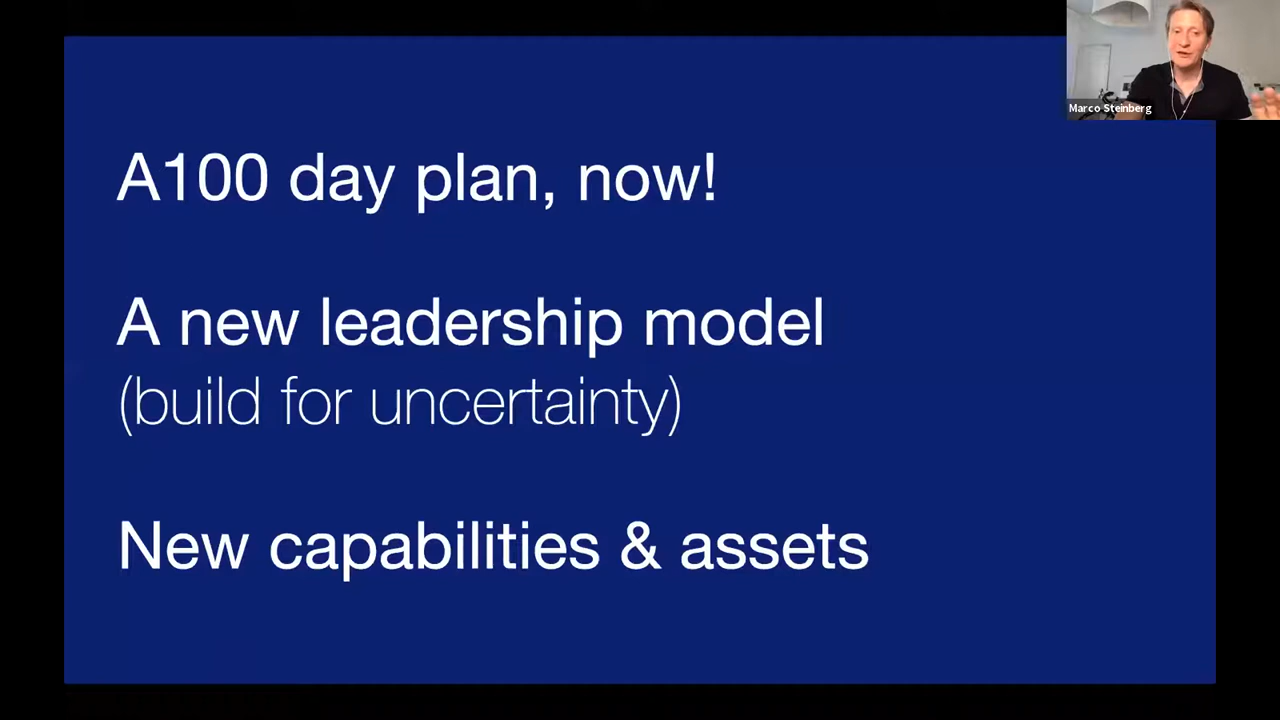 Marco Steinberg
A100 day plan, now!
A new leadership model
(build for uncertainty)
New capabilities & assets